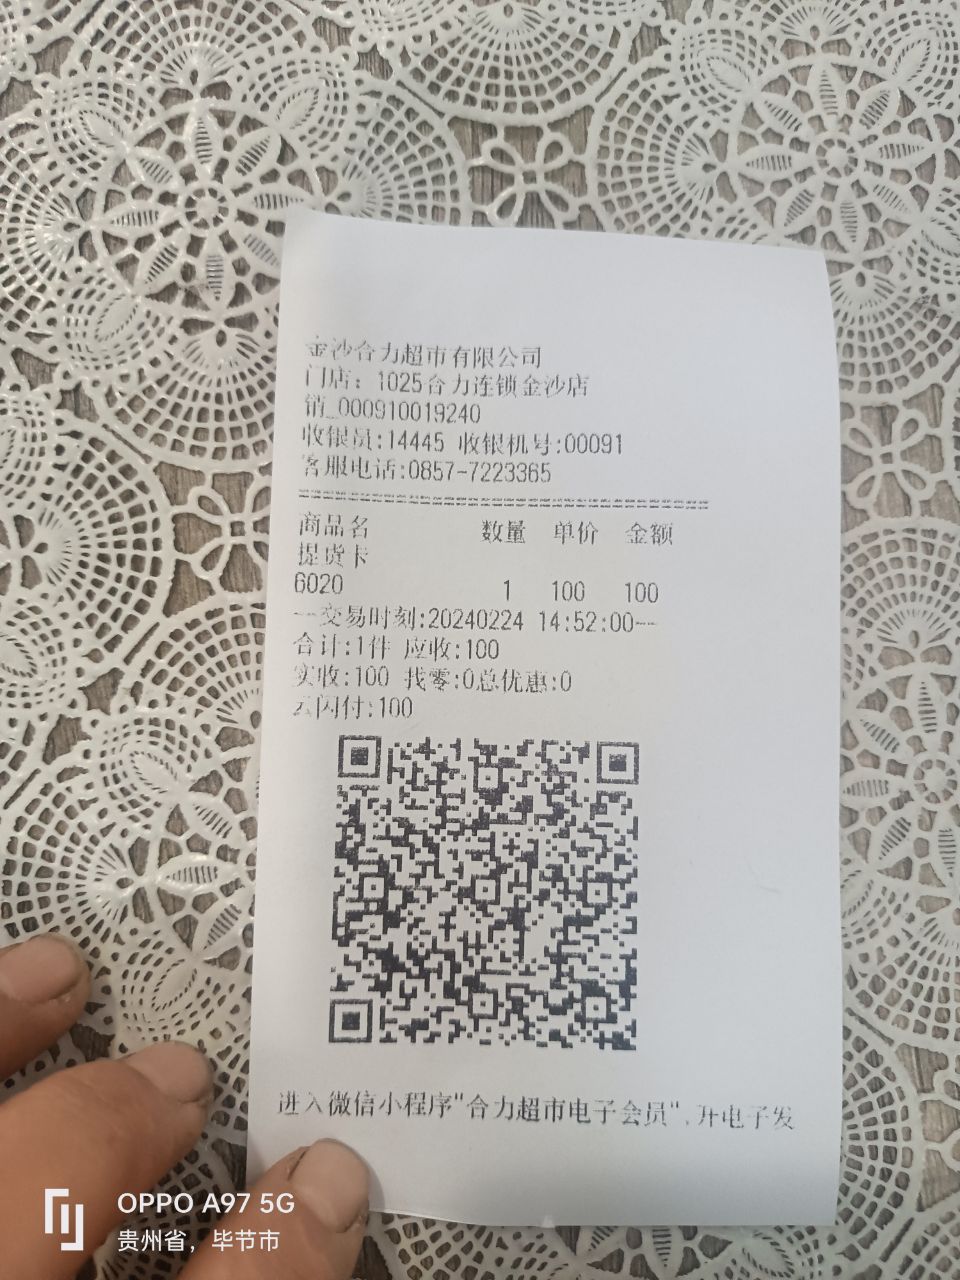 金沙合力超市有限公司
门店：1025合力连锁金沙店
销_000910019240
收银员:14445 收银机号:00091
客服电话:0857-7223365
商品名 数量 单价 金额
提货卡
6020 1 100 100
--交易时刻:20240224 14:52:00--
合计:1件 应收:100
实收:100 找零:0总优惠:0
云闪付:100
进入微信小程序"合力超市电子会员",开电子发
OPPO A97 5G
贵州省，毕节市